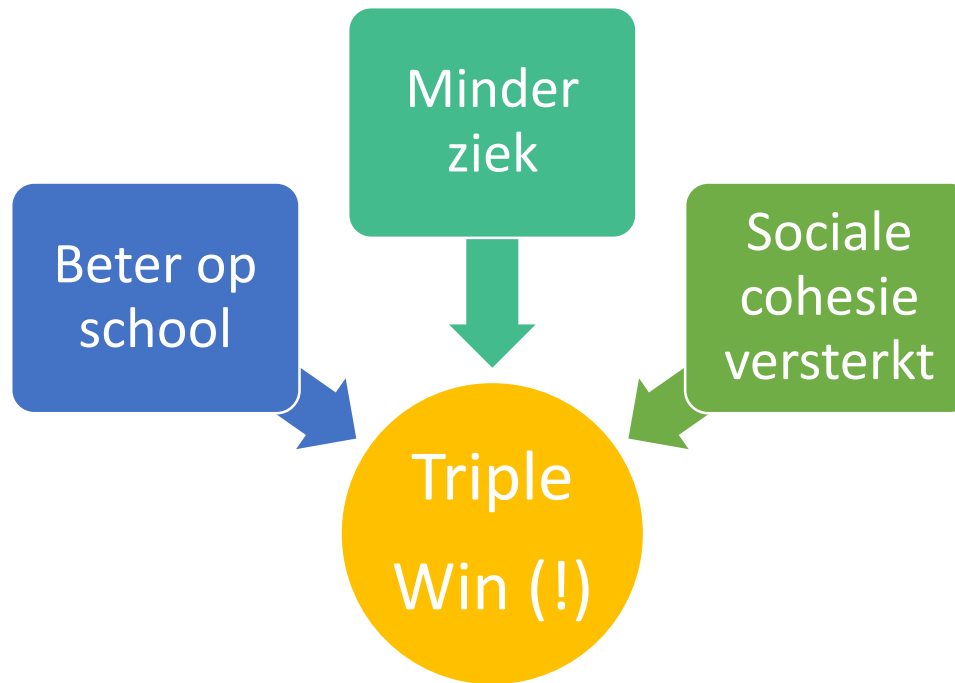 Minder
ziek
Beter op
school
Sociale
cohesie
versterkt
Triple
Win (!)